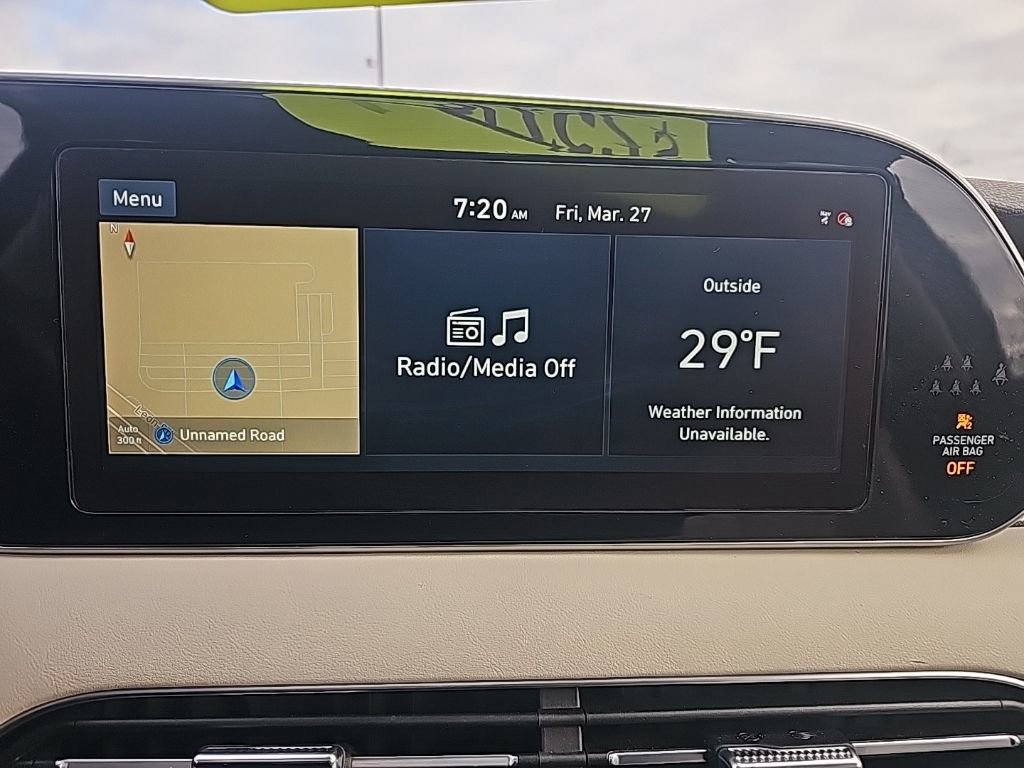 Menu
7:20 AM Fri, Mar. 27
Nav
N
Radio/Media Off
Outside
29°F
Weather Information
Unavailable.
Auto
300 ft
Unnamed Road
PASSENGER
AIR BAG
OFF